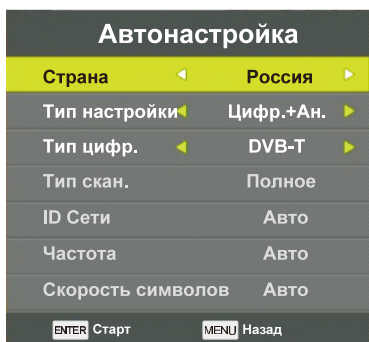 Автонастройка
Страна Россия
Тип настройки Цифр.+Ан.
Тип цифр. DVB-T
Тип скан. Полное
ID Сети Авто
Частота Авто
Скорость символов Авто
ENTER Старт MENU Назад